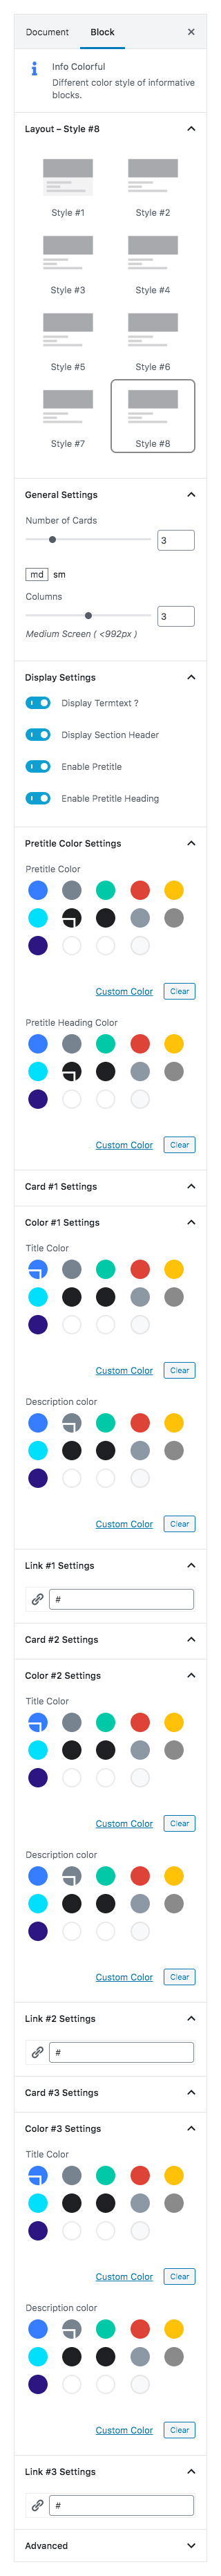 Document Block ×
Info Colorful
Different color style of informative
blocks.
Layout – Style #8
Style #1 Style #2
Style #3 Style #4
Style #5 Style #6
Style #7 Style #8
General Settings
Number of Cards
3
md sm
Columns
3
Medium Screen ( <992px )
Display Settings
Display Termtext ?
Display Section Header
Enable Pretitle
Enable Pretitle Heading
Pretitle Color Settings
Pretitle Color
Custom Color Clear
Pretitle Heading Color
Custom Color Clear
Card #1 Settings
Color #1 Settings
Title Color
Custom Color Clear
Description color
Custom Color Clear
Link #1 Settings
#
Card #2 Settings
Color #2 Settings
Title Color
Custom Color Clear
Description color
Custom Color Clear
Link #2 Settings
#
Card #3 Settings
Color #3 Settings
Title Color
Custom Color Clear
Description color
Custom Color Clear
Link #3 Settings
#
Advanced